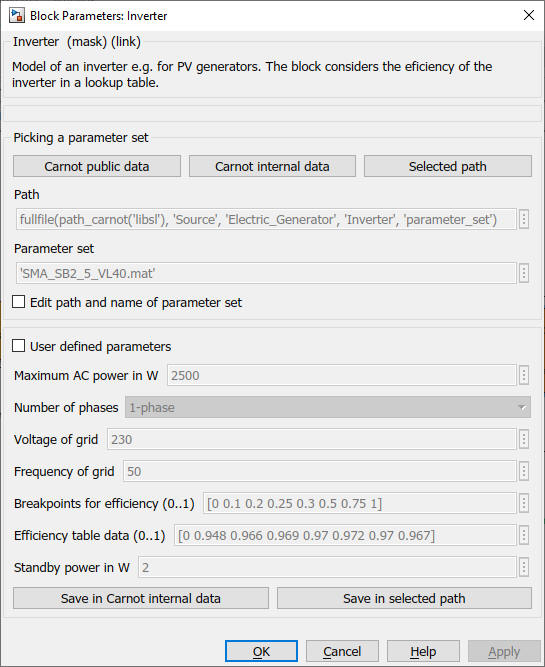 Block Parameters: Inverter
Inverter (mask) (link)
Model of an inverter e.g. for PV generators. The block considers the eficiency of the
inverter in a lookup table.
Picking a parameter set
Carnot public data
Carnot internal data
Selected path
Path
fullfile(path_carnot('libsl'), 'Source', 'Electric_Generator', 'Inverter', 'parameter_set')
Parameter set
'SMA_SB2_5_VL40.mat'
Edit path and name of parameter set
User defined parameters
Maximum AC power in W 2500
Number of phases 1-phase
Voltage of grid 230
Frequency of grid 50
Breakpoints for efficiency (0..1) [0 0.1 0.2 0.25 0.3 0.5 0.75 1]
Efficiency table data (0..1) [0 0.948 0.966 0.969 0.97 0.972 0.97 0.967]
Standby power in W 2
Save in Carnot internal data
Save in selected path
OK
Cancel
Help
Apply